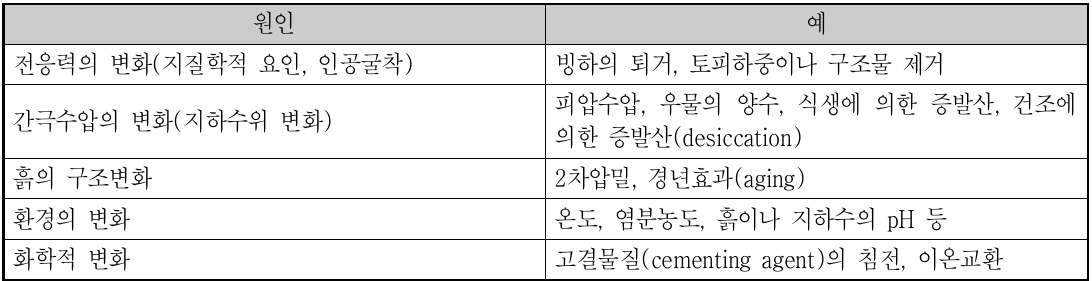 원인
예
전응력의 변화(지질학적 요인, 인공굴착)
빙하의 퇴거, 토피하중이나 구조물 제거
간극수압의 변화(지하수위 변화)
피압수압, 우물의 양수, 식생에 의한 증발산, 건조에
의한 증발산(desiccation)
흙의 구조변화
2차압밀, 경년효과(aging)
환경의 변화
온도, 염분농도, 흙이나 지하수의 pH 등
화학적 변화
고결물질(cementing agent)의 침전, 이온교환